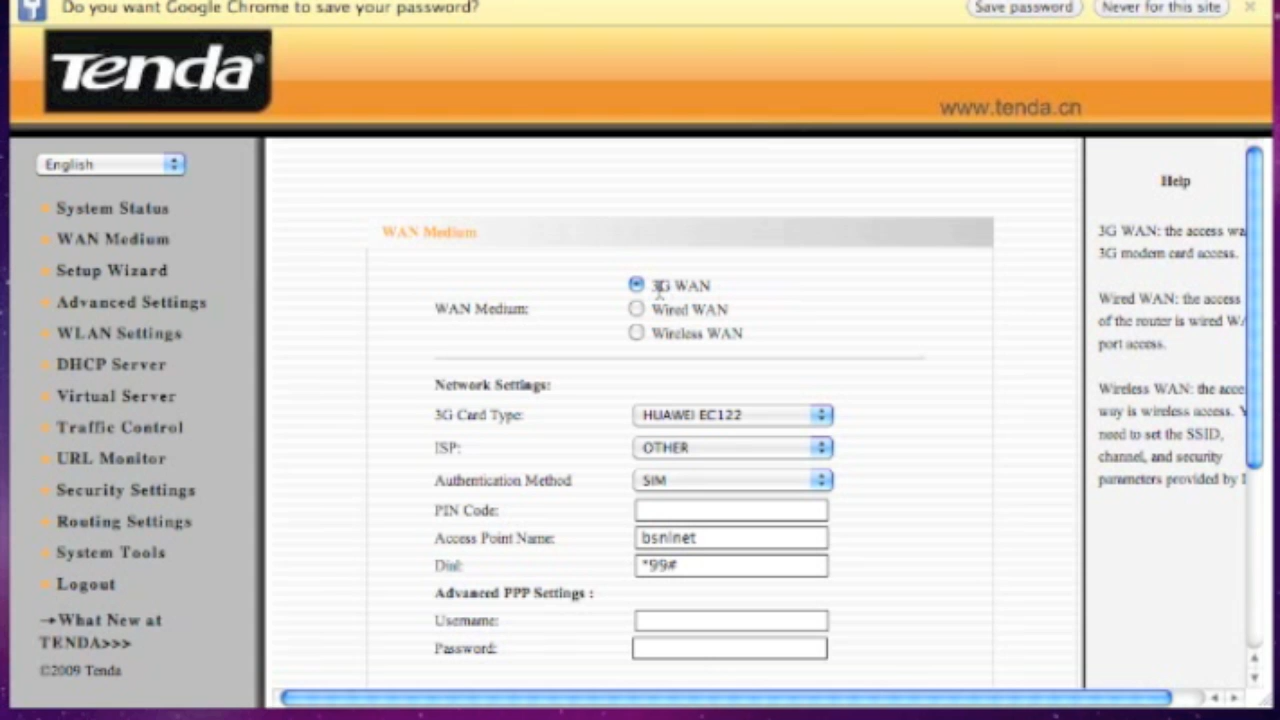 Do you want Google Chrome to save your password?
Save password
Never for this site
Tenda
www.tenda.cn
English
System Status
WAN Medium
Setup Wizard
Advanced Settings
WLAN Settings
DHCP Server
Virtual Server
Traffic Control
URL Monitor
Security Settings
Routing Settings
System Tools
Logout
→What New at
TENDA>>>
©2009 Tenda
WAN Medium
WAN Medium:
3G WAN
Wired WAN
Wireless WAN
Network Settings:
3G Card Type: HUAWEI EC122
ISP: OTHER
Authentication Method SIM
PIN Code:
Access Point Name: bsnlnet
Dial: *99#
Advanced PPP Settings :
Username:
Password:
Help
3G WAN: the access
3G modem card access.
Wired WAN: the access
of the router is wired
port access.
Wireless WAN: the
way is wireless access.
need to set the SSID,
channel, and security
parameters provided by